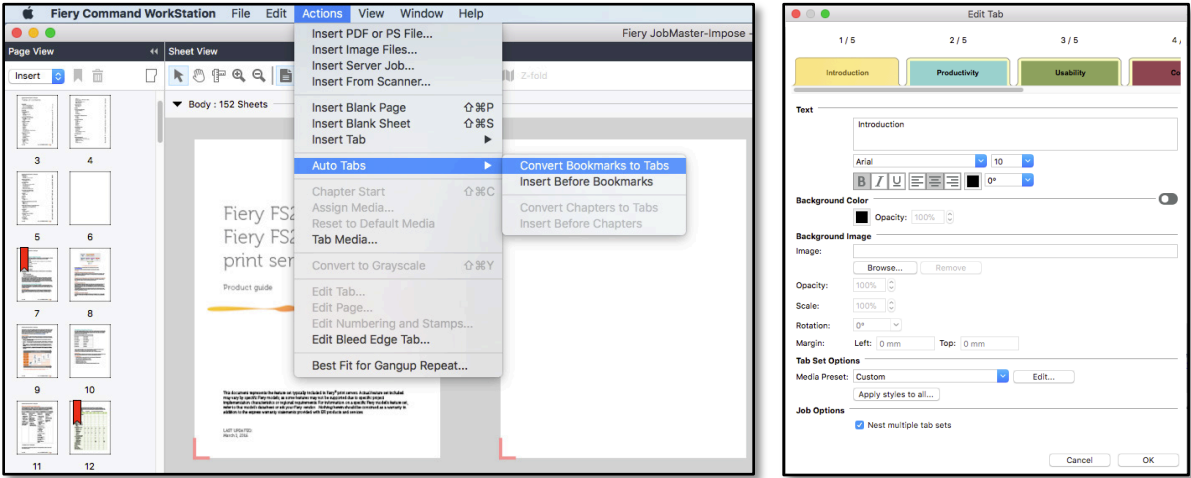 Fiery Command WorkStation File Edit Actions View Window Help
Fiery JobMaster-Impose -
Page View
Sheet View
Insert
Z-fold
Body : 152 Sheets
3 4
5 6
7 8
9 10
11 12
Fiery FS2
Fiery FS2
print ser
Product guide
LAST UPDATED:
March 1, 2016
Insert PDF or PS File...
Insert Image Files...
Insert Server Job...
Insert From Scanner...
Insert Blank Page ⇧⌘P
Insert Blank Sheet ⇧⌘S
Insert Tab
Auto Tabs
Chapter Start ⇧⌘C
Assign Media...
Reset to Default Media
Tab Media...
Convert to Grayscale ⇧⌘Y
Edit Tab...
Edit Page...
Edit Numbering and Stamps...
Edit Bleed Edge Tab...
Best Fit for Gangup Repeat...
Convert Bookmarks to Tabs
Insert Before Bookmarks
Convert Chapters to Tabs
Insert Before Chapters
Edit Tab
1 / 5 2 / 5 3 / 5 4 /
Introduction Productivity Usability Co
Text
Introduction
Arial 10
B I U 0°
Background Color
Opacity: 100%
Background Image
Image:
Browse... Remove
Opacity: 100%
Scale: 100%
Rotation: 0°
Margin: Left: 0 mm Top: 0 mm
Tab Set Options
Media Preset: Custom Edit...
Apply styles to all...
Job Options
Nest multiple tab sets
Cancel OK